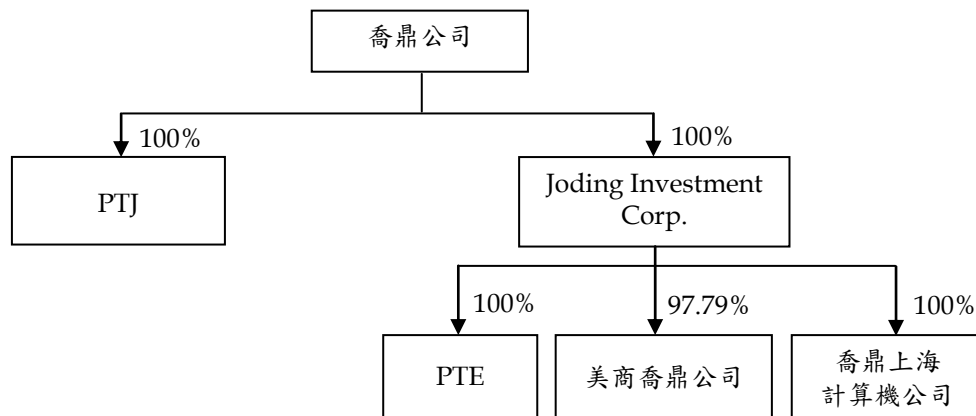 喬鼎公司
100%
100%
PTJ
Joding Investment
Corp.
100%
97.79%
100%
PTE
美商喬鼎公司
喬鼎上海
計算機公司